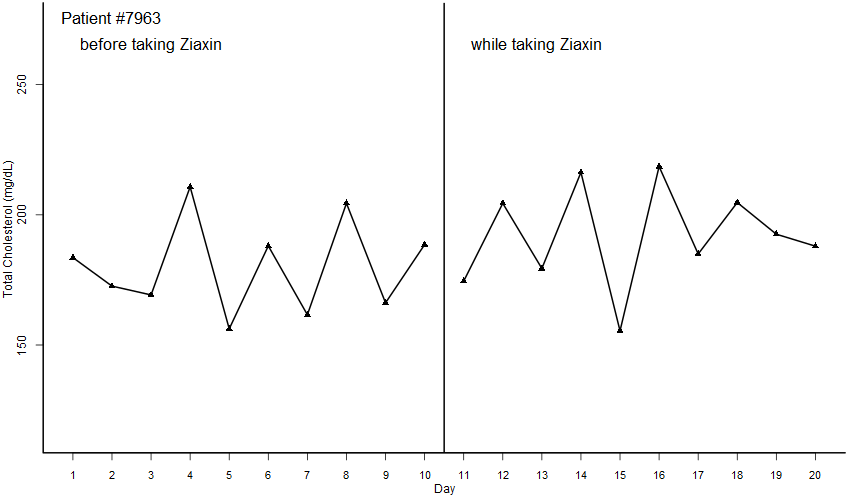 Patient #7963
before taking Ziaxin
while taking Ziaxin
250
200
150
Total Cholesterol (mg/dL)
1 2 3 4 5 6 7 8 9 10 11 12 13 14 15 16 17 18 19 20
Day